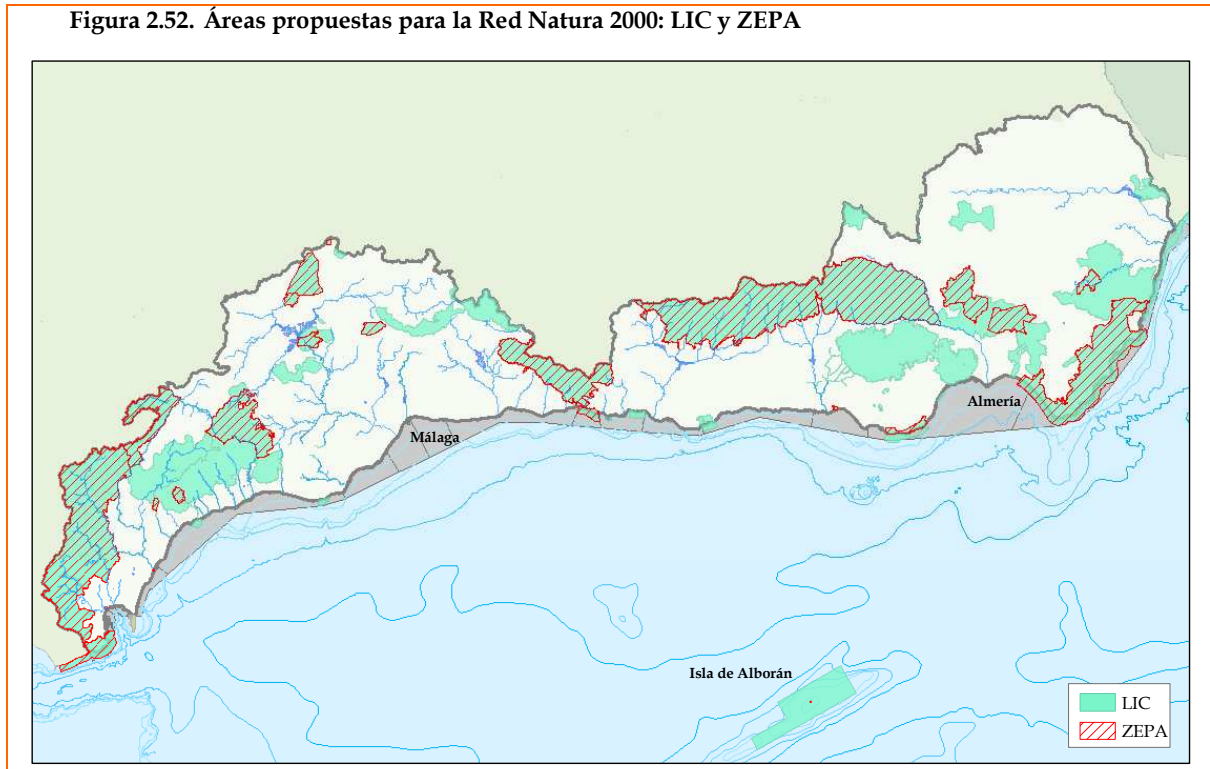 Figura 2.52. Áreas propuestas para la Red Natura 2000: LIC y ZEPA
Almería
Málaga
Isla de Alborán
LIC
ZEPA